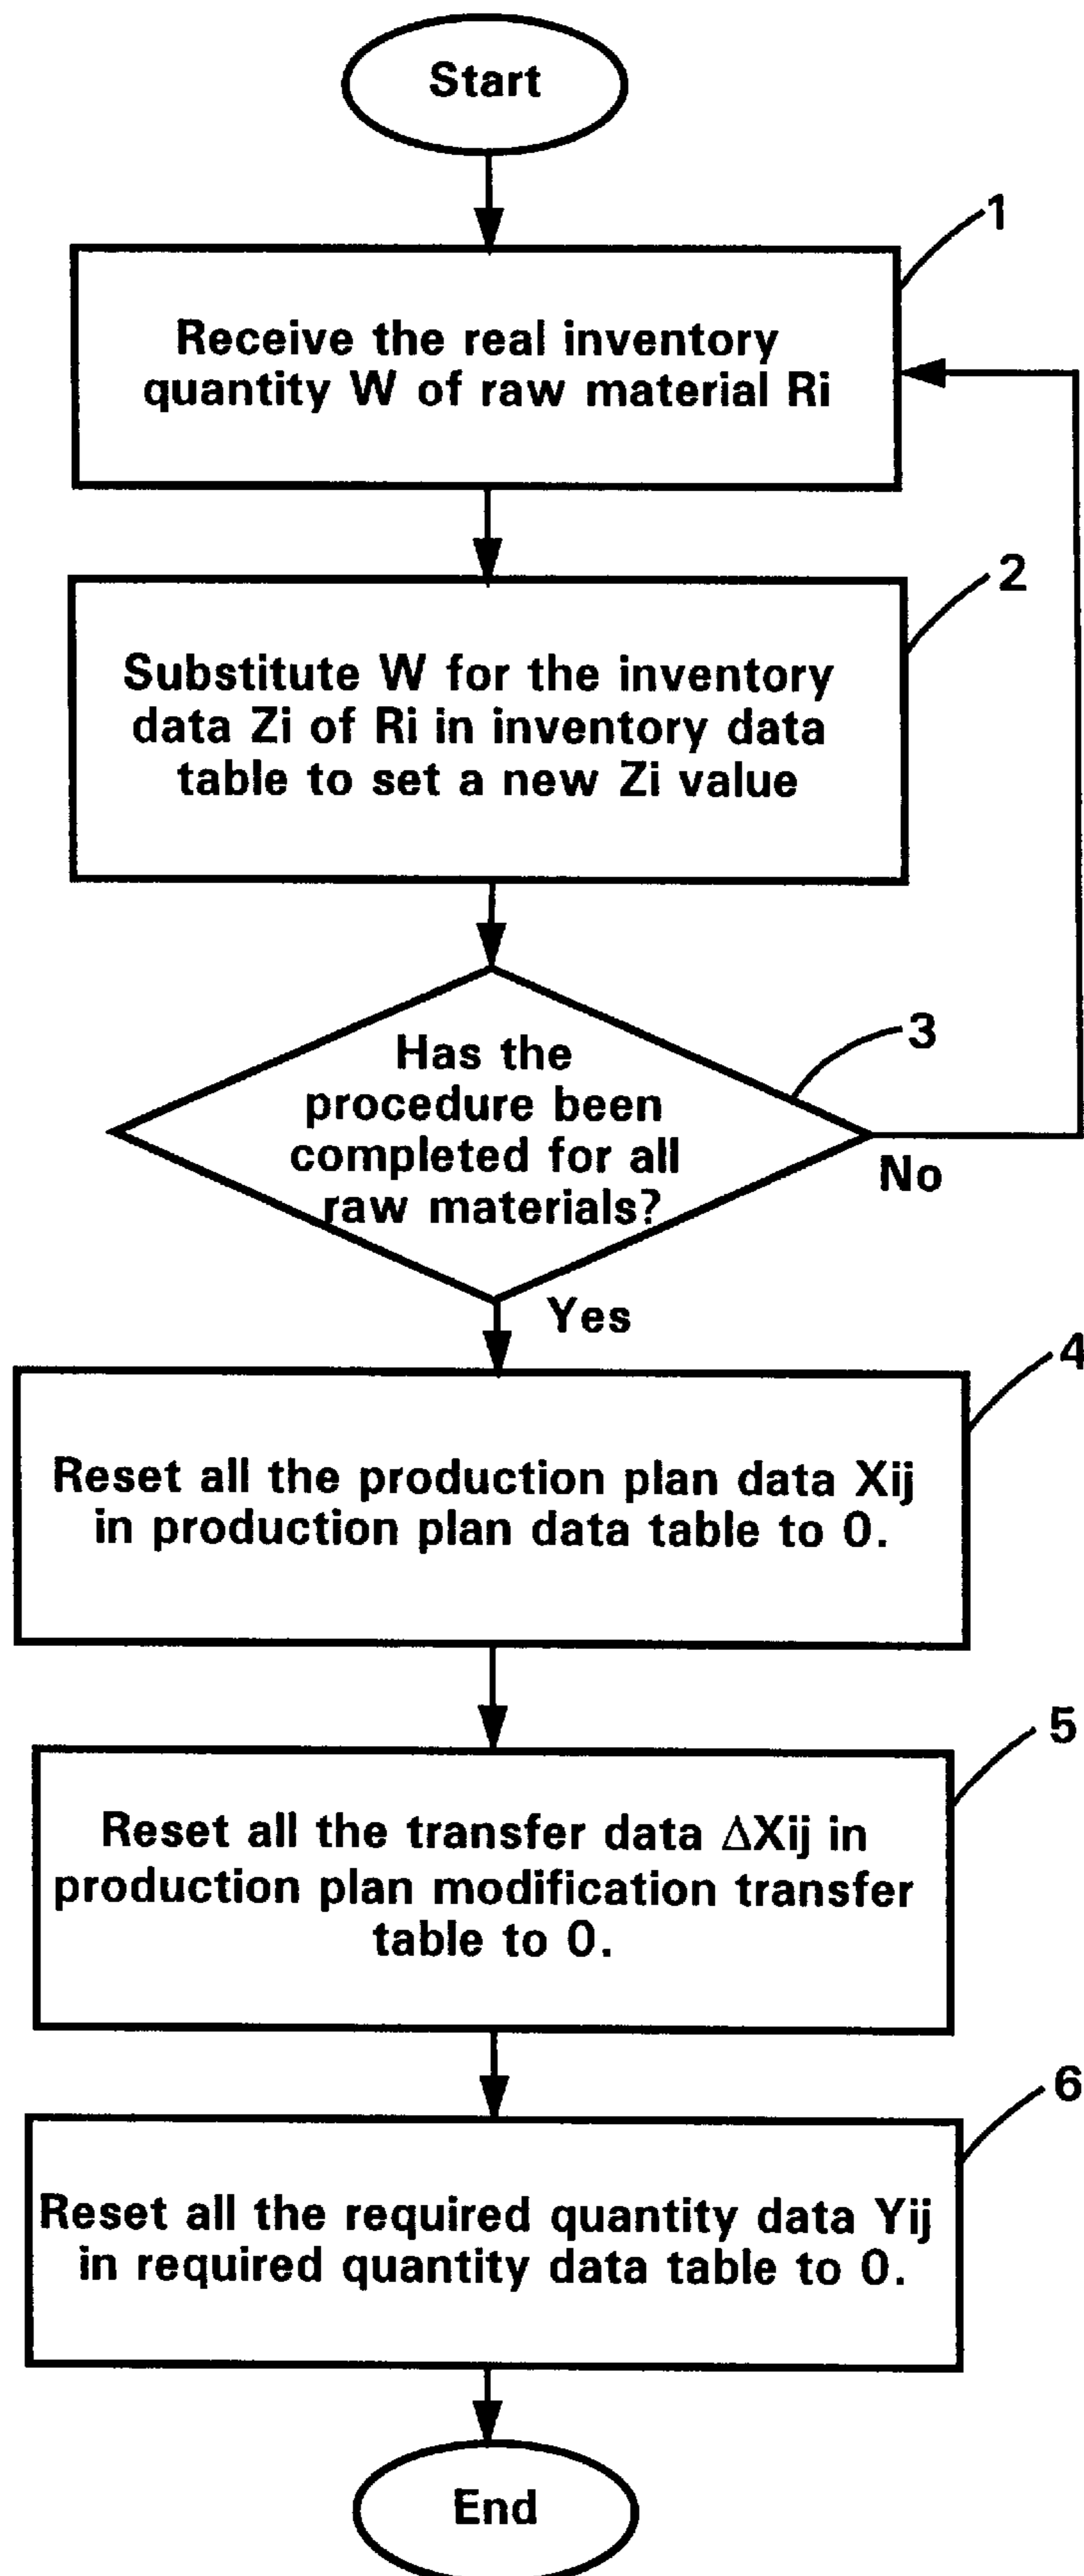 Start
1
Receive the real inventory
quantity W of raw material Ri
2
Substitute W for the inventory
data Zi of Ri in inventory data
table to set a new Zi value
3
Has the
procedure been
completed for all
raw materials?
No
Yes
4
Reset all the production plan data Xij
in production plan data table to 0.
5
Reset all the transfer data ΔXij in
production plan modification transfer
table to 0.
6
Reset all the required quantity data Yij
in required quantity data table to 0.
End